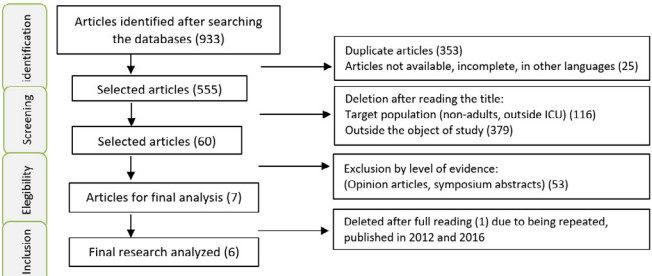 Identification
Articles identified after searching
the databases (933)
Duplicate articles (353)
Articles not available, incomplete, in other languages (25)
Selected articles (555)
Screening
Deletion after reading the title:
Target population (non-adults, outside ICU) (116)
Outside the object of study (379)
Selected articles (60)
Elegibility
Exclusion by level of evidence:
(Opinion articles, symposium abstracts) (53)
Articles for final analysis (7)
Inclusion
Deleted after full reading (1) due to being repeated,
published in 2012 and 2016
Final research analyzed (6)